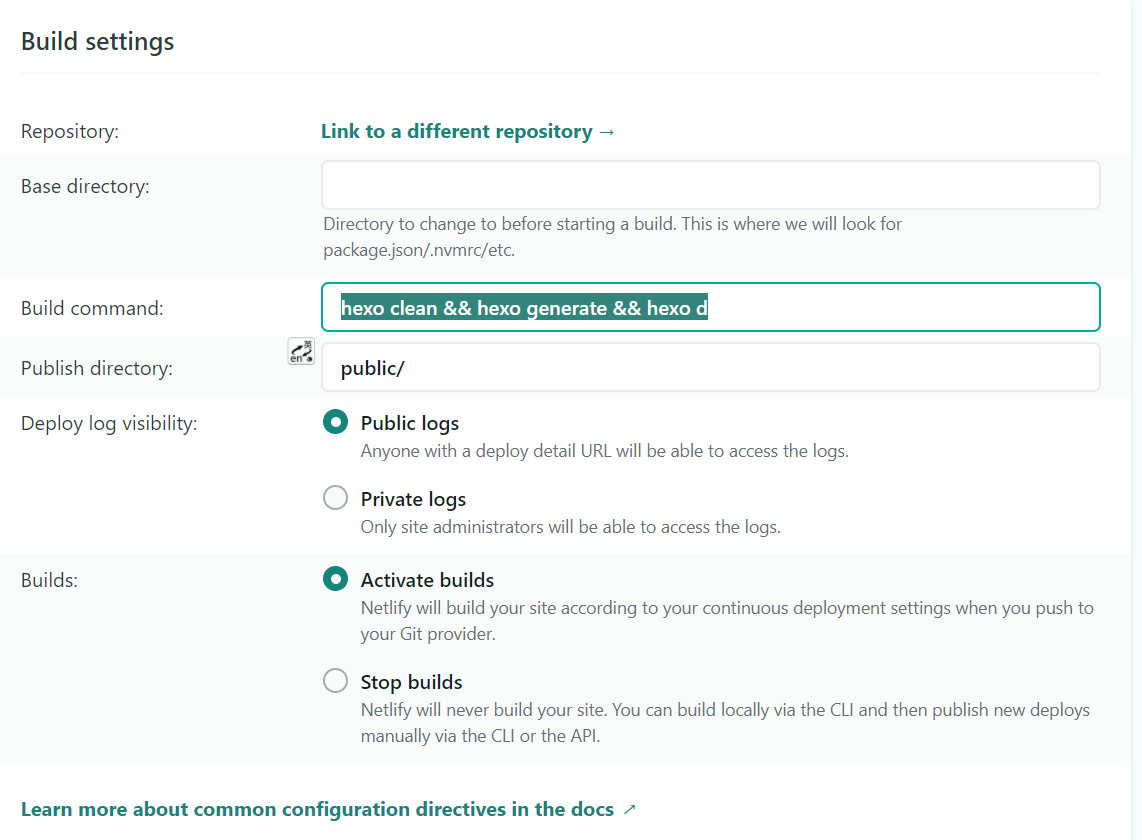 Build settings
Repository:
Link to a different repository →
Base directory:
Directory to change to before starting a build. This is where we will look for
package.json/.nvmrc/etc.
Build command:
hexo clean && hexo generate && hexo d
英
en
Publish directory:
public/
Deploy log visibility:
Public logs
Anyone with a deploy detail URL will be able to access the logs.
Private logs
Only site administrators will be able to access the logs.
Builds:
Activate builds
Netlify will build your site according to your continuous deployment settings when you push to
your Git provider.
Stop builds
Netlify will never build your site. You can build locally via the CLI and then publish new deploys
manually via the CLI or the API.
Learn more about common configuration directives in the docs ↗